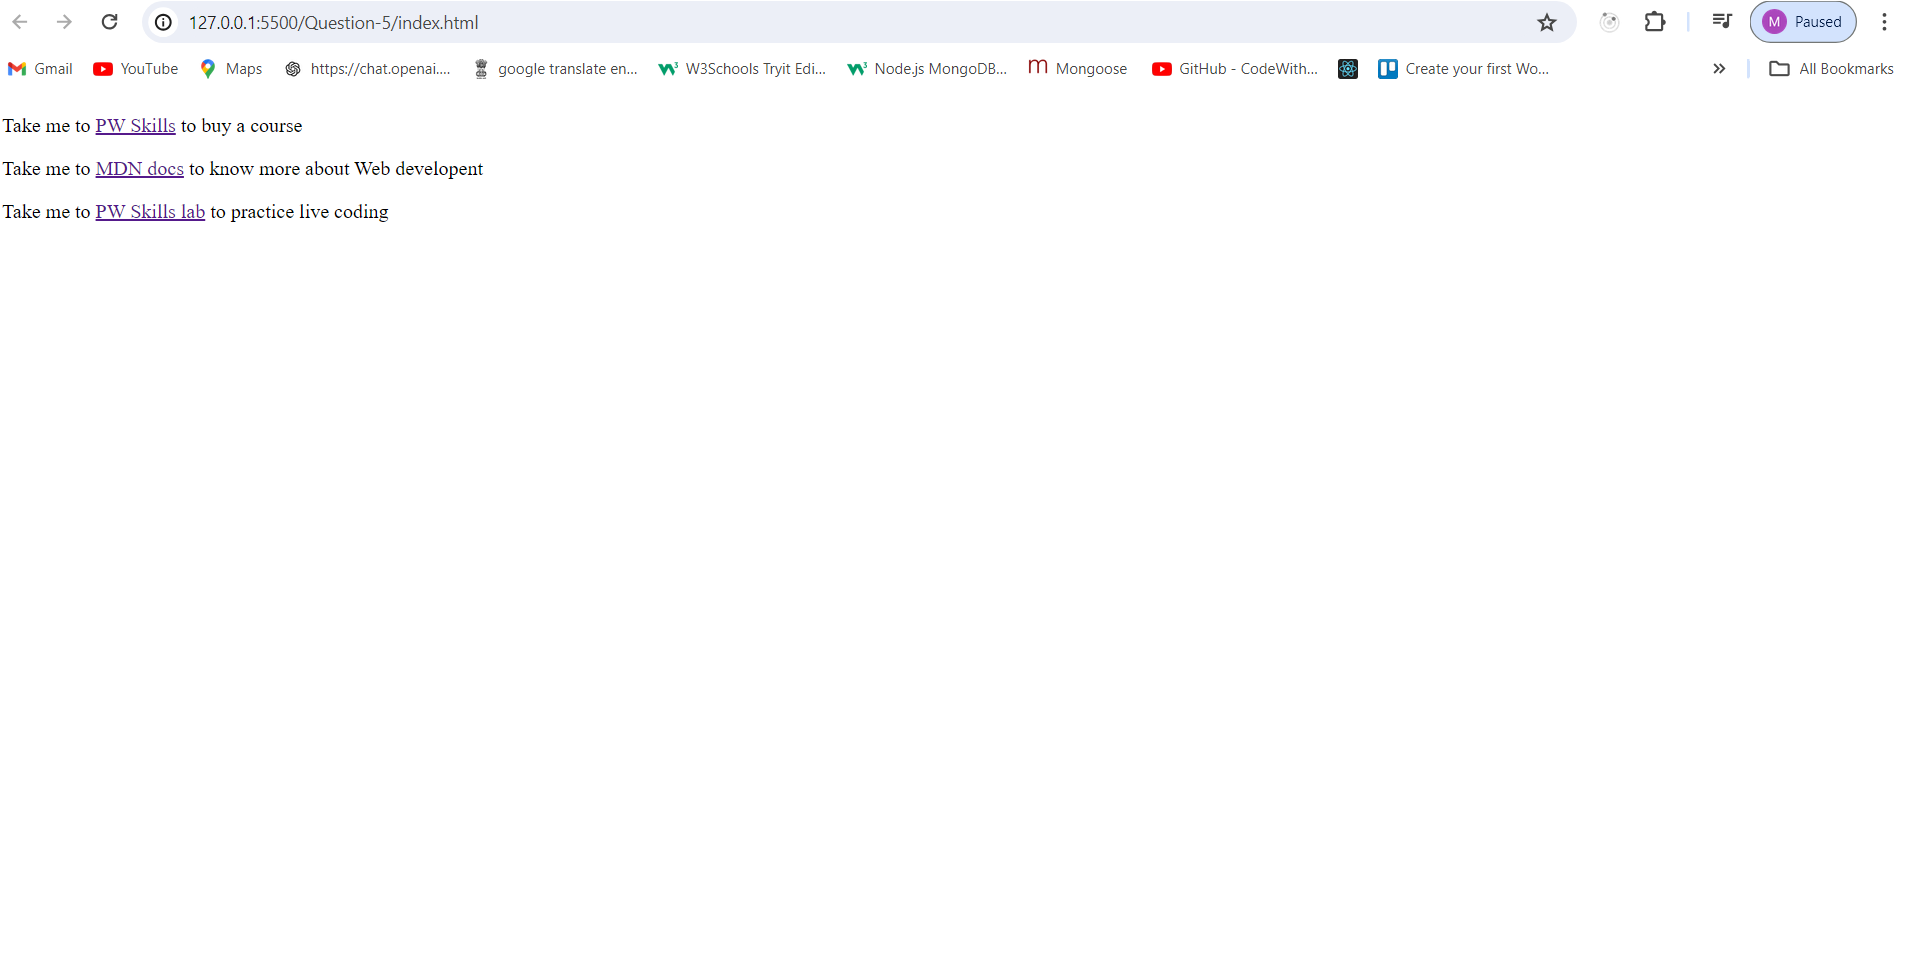 127.0.0.1:5500/Question-5/index.html M Paused
Gmail YouTube Maps https://chat.openai.... google translate en... W3Schools Tryit Edi... Node.js MongoDB... Mongoose GitHub - CodeWith... Create your first Wo... All Bookmarks
Take me to PW Skills to buy a course
Take me to MDN docs to know more about Web developent
Take me to PW Skills lab to practice live coding